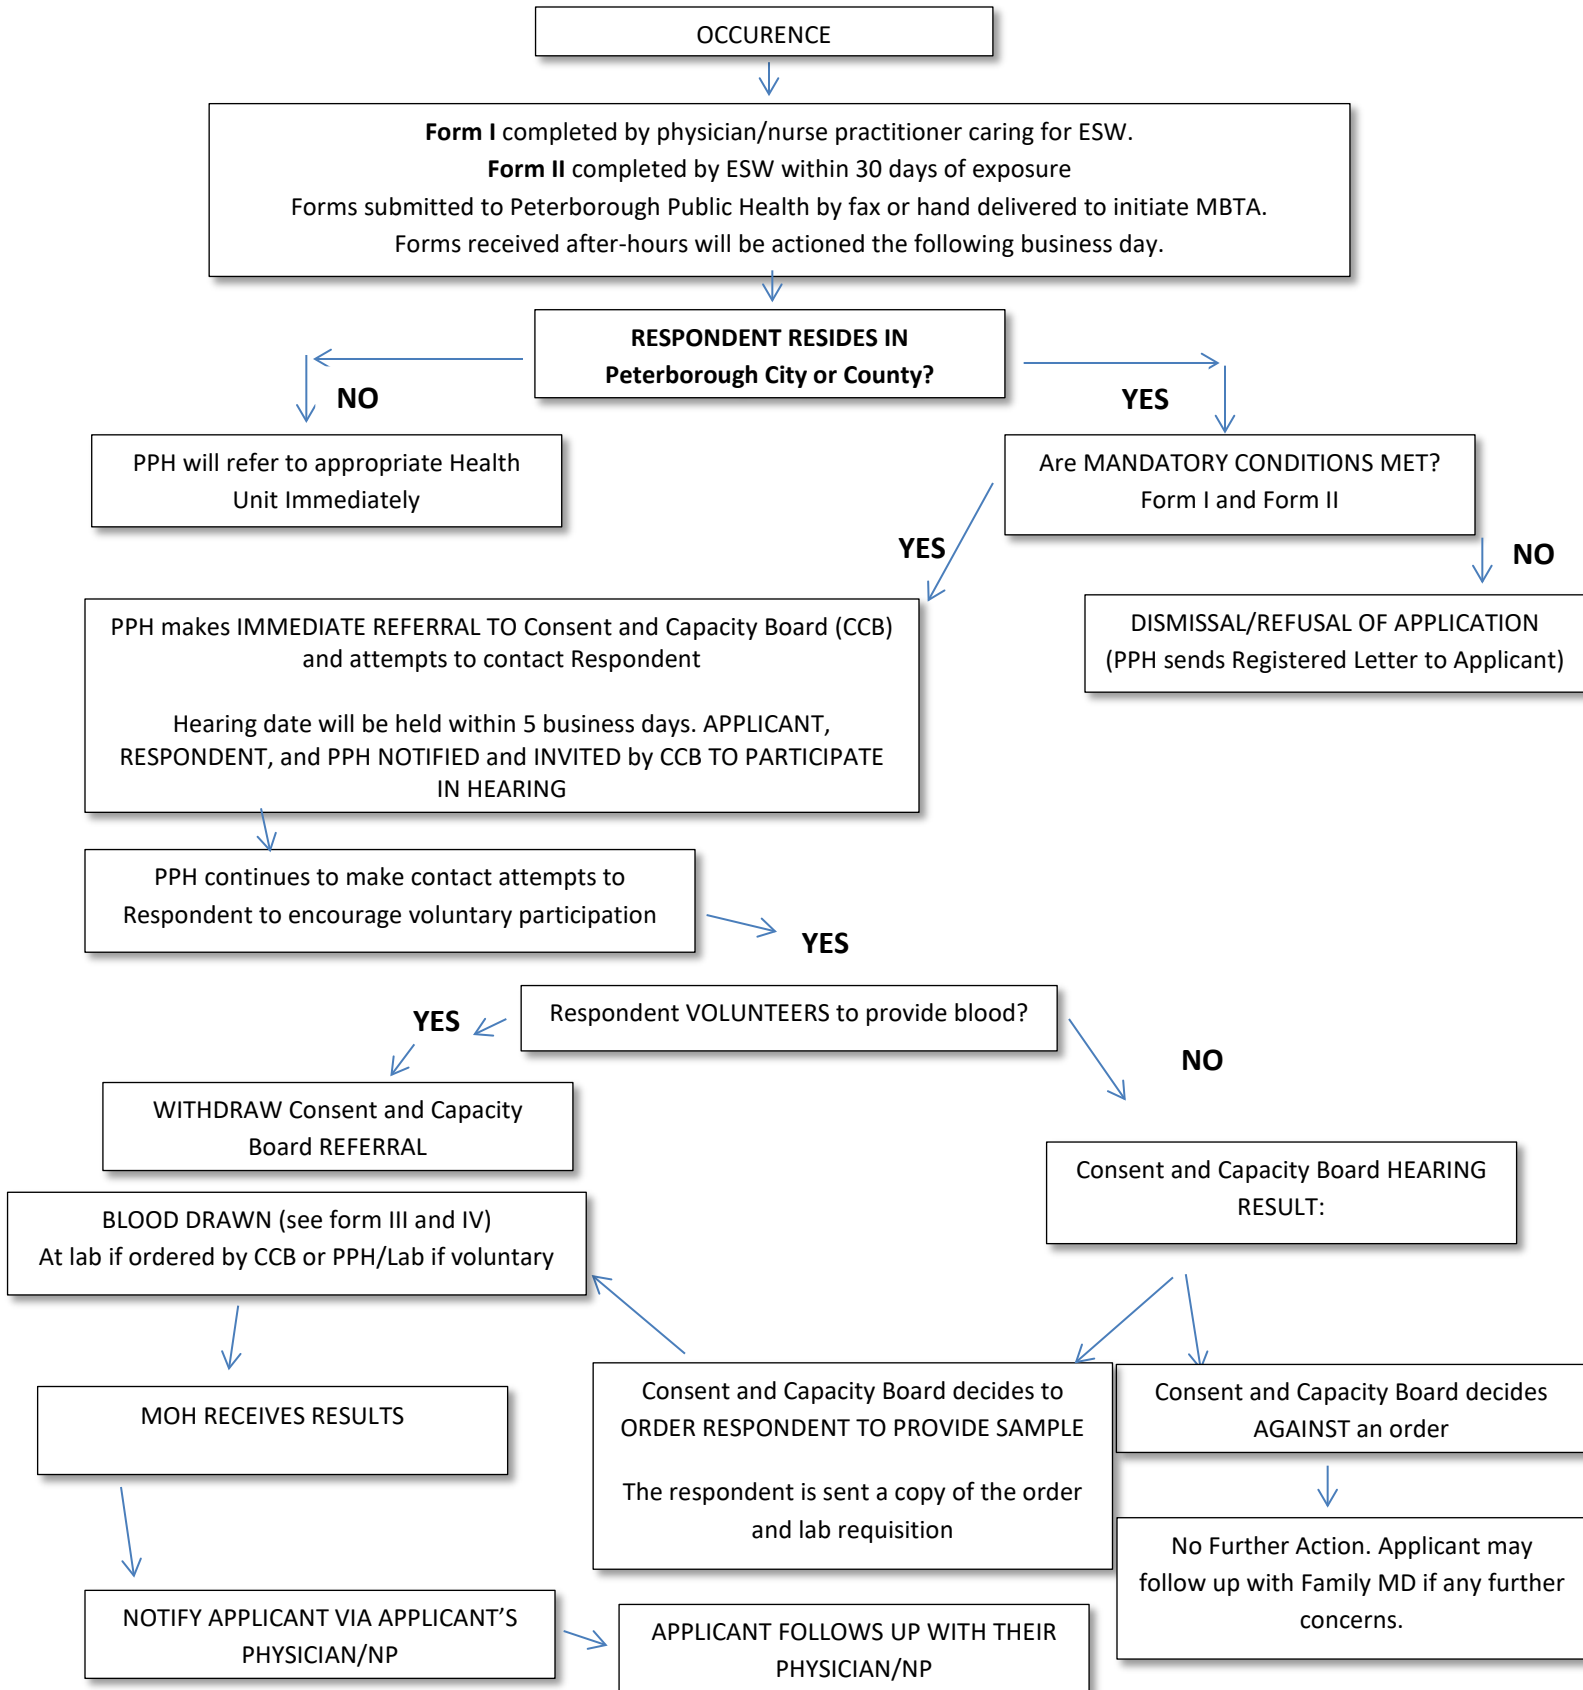 OCCURENCE
Form I completed by physician/nurse practitioner caring for ESW.
Form II completed by ESW within 30 days of exposure
Forms submitted to Peterborough Public Health by fax or hand delivered to initiate MBTA.
Forms received after-hours will be actioned the following business day.
RESPONDENT RESIDES IN
Peterborough City or County?
NO
YES
PPH will refer to appropriate Health
Unit Immediately
Are MANDATORY CONDITIONS MET?
Form I and Form II
YES
NO
DISMISSAL/REFUSAL OF APPLICATION
(PPH sends Registered Letter to Applicant)
PPH makes IMMEDIATE REFERRAL TO Consent and Capacity Board (CCB)
and attempts to contact Respondent
Hearing date will be held within 5 business days. APPLICANT,
RESPONDENT, and PPH NOTIFIED and INVITED by CCB TO PARTICIPATE
IN HEARING
PPH continues to make contact attempts to
Respondent to encourage voluntary participation
YES
Respondent VOLUNTEERS to provide blood?
YES
NO
WITHDRAW Consent and Capacity
Board REFERRAL
Consent and Capacity Board HEARING
RESULT:
BLOOD DRAWN (see form III and IV)
At lab if ordered by CCB or PPH/Lab if voluntary
MOH RECEIVES RESULTS
Consent and Capacity Board decides to
ORDER RESPONDENT TO PROVIDE SAMPLE
The respondent is sent a copy of the order
and lab requisition
Consent and Capacity Board decides
AGAINST an order
No Further Action. Applicant may
follow up with Family MD if any further
concerns.
NOTIFY APPLICANT VIA APPLICANT'S
PHYSICIAN/NP
APPLICANT FOLLOWS UP WITH THEIR
PHYSICIAN/NP